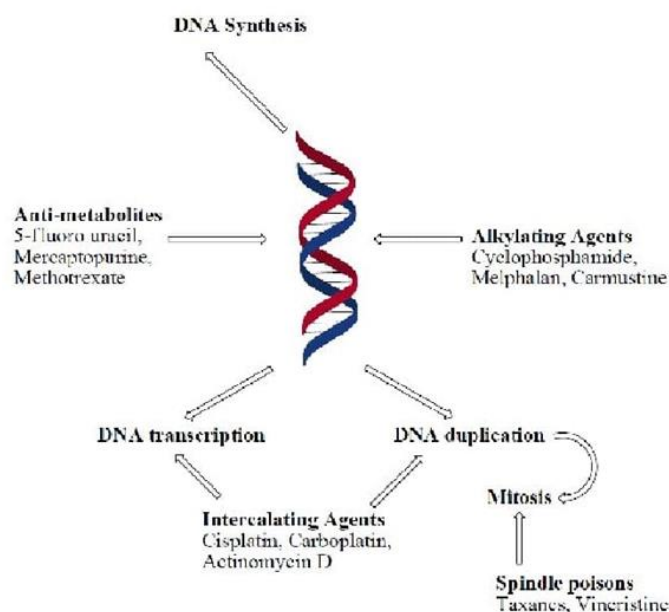 DNA Synthesis
Anti-metabolites
5-fluoro uracil,
Mercaptopurine,
Methotrexate
Alkylating Agents
Cyclophosphamide,
Melphalan, Carmustine
DNA transcription
DNA duplication
Mitosis
Intercalating Agents
Cisplatin, Carboplatin,
Actinomycin D
Spindle poisons
Taxanes, Vincristine